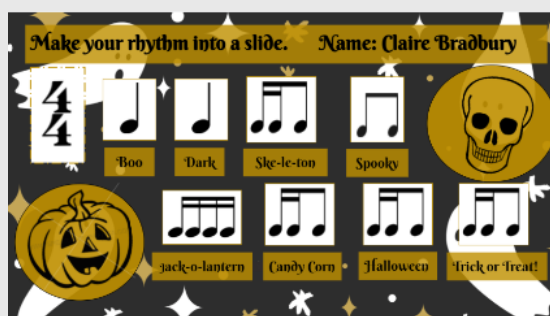 Make your rhythm into a slide. Name: Claire Bradbury
4
4
Boo Dark Ske-le-ton Spooky
Jack-o-lantern Candy Corn Halloween Trick or Treat!